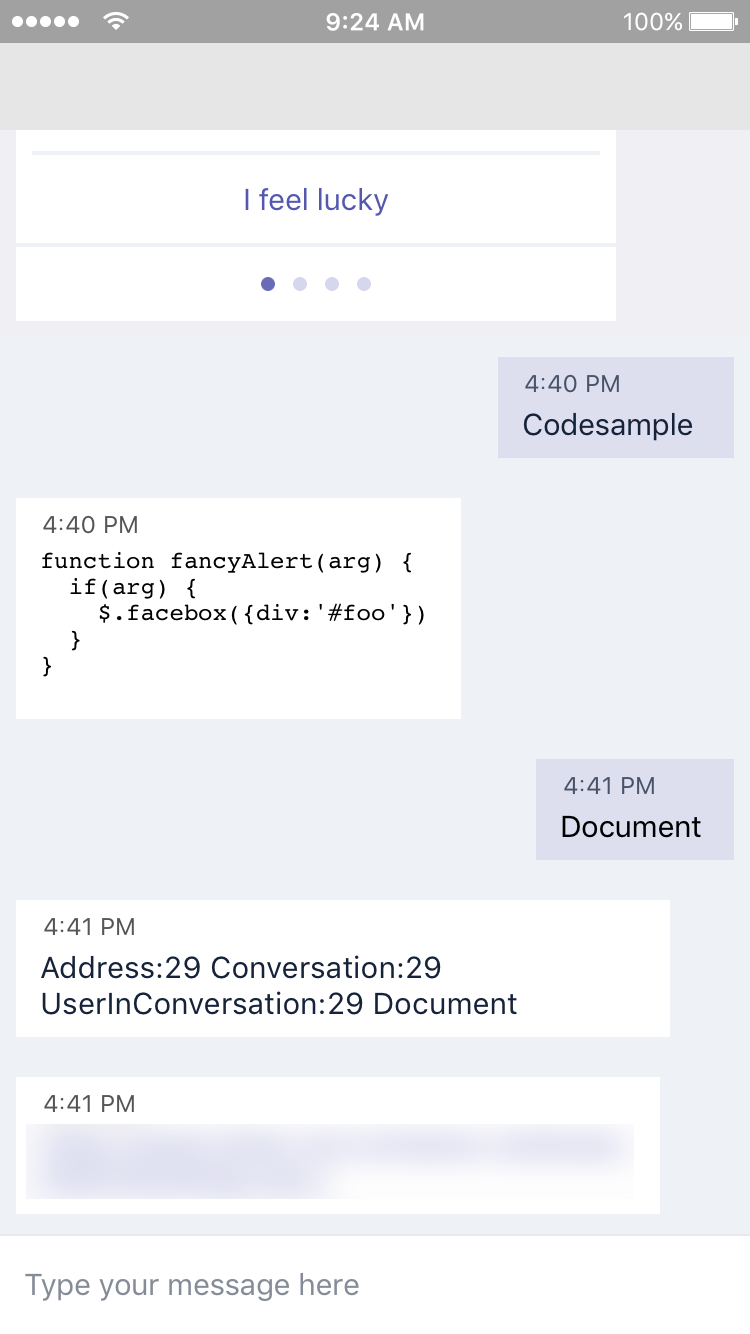 9:24 AM
100%
I feel lucky
4:40 PM
Codesample
4:40 PM
function fancyAlert(arg) {
  if(arg) {
    $.facebox({div:'#foo'})
  }
}
4:41 PM
Document
4:41 PM
Address:29 Conversation:29
UserInConversation:29 Document
4:41 PM
Type your message here